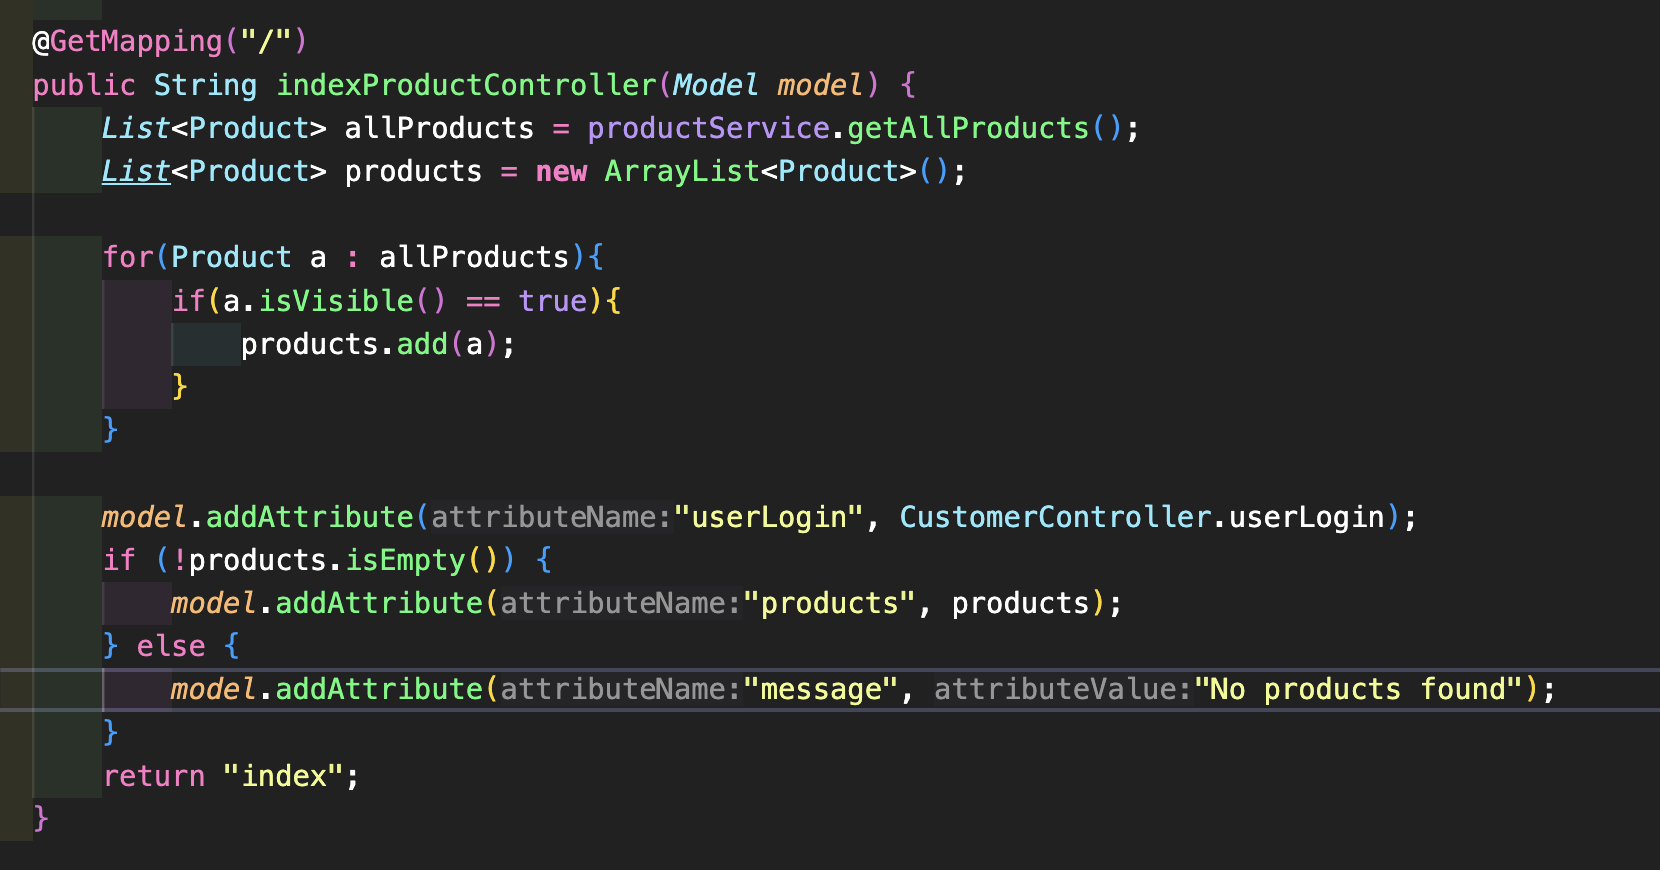 @GetMapping("/")
public String indexProductController(Model model) {
List<Product> allProducts = productService.getAllProducts();
List<Product> products = new ArrayList<Product>();
for(Product a : allProducts){
if(a.isVisible() == true){
products.add(a);
}
}
model.addAttribute(attributeName:"userLogin", CustomerController.userLogin);
if (!products.isEmpty()) {
model.addAttribute(attributeName:"products", products);
} else {
model.addAttribute(attributeName:"message", attributeValue:"No products found");
}
return "index";
}